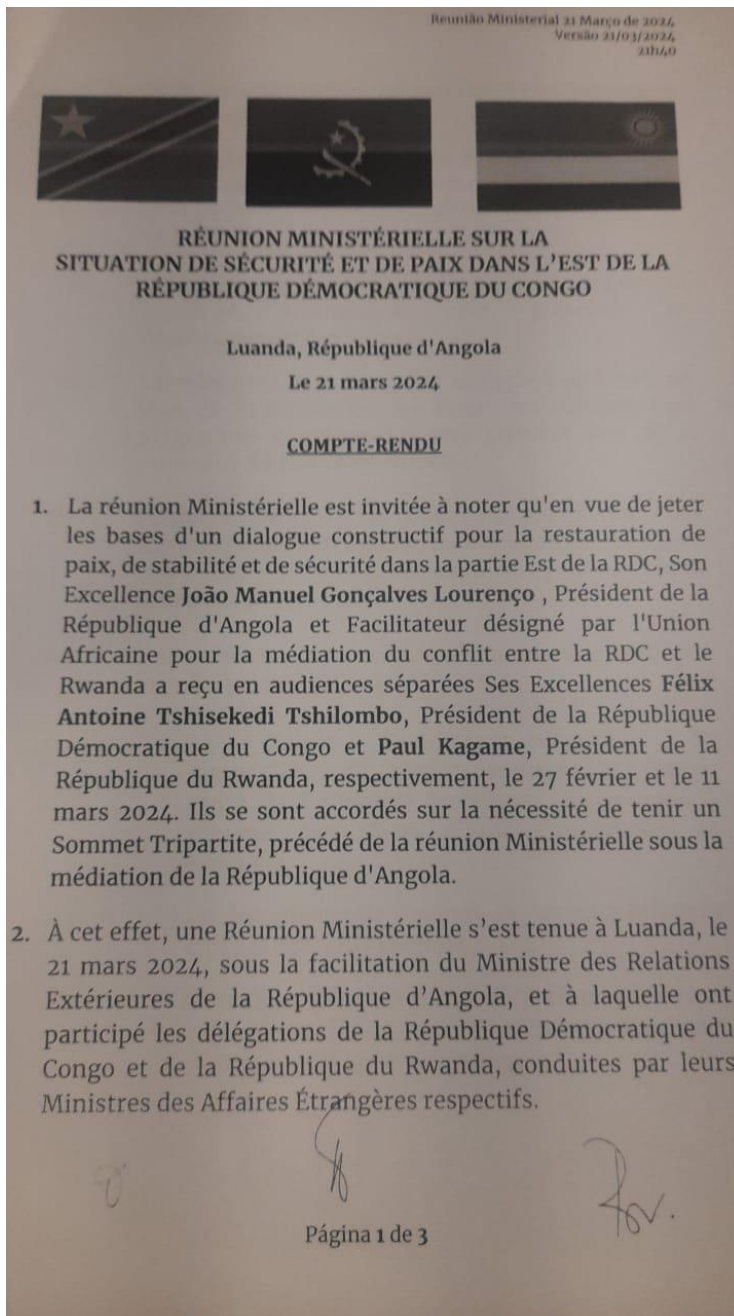 Reunião Ministerial 21 Março de 2024
Versão 21/03/2024
21h40
RÉUNION MINISTÉRIELLE SUR LA
SITUATION DE SÉCURITÉ ET DE PAIX DANS L'EST DE LA
RÉPUBLIQUE DÉMOCRATIQUE DU CONGO
Luanda, République d'Angola
Le 21 mars 2024
COMPTE-RENDU
1. La réunion Ministérielle est invitée à noter qu'en vue de jeter
les bases d'un dialogue constructif pour la restauration de
paix, de stabilité et de sécurité dans la partie Est de la RDC, Son
Excellence João Manuel Gonçalves Lourenço , Président de la
République d'Angola et Facilitateur désigné par l'Union
Africaine pour la médiation du conflit entre la RDC et le
Rwanda a reçu en audiences séparées Ses Excellences Félix
Antoine Tshisekedi Tshilombo, Président de la République
Démocratique du Congo et Paul Kagame, Président de la
République du Rwanda, respectivement, le 27 février et le 11
mars 2024. Ils se sont accordés sur la nécessité de tenir un
Sommet Tripartite, précédé de la réunion Ministérielle sous la
médiation de la République d'Angola.
2. À cet effet, une Réunion Ministérielle s’est tenue à Luanda, le
21 mars 2024, sous la facilitation du Ministre des Relations
Extérieures de la République d’Angola, et à laquelle ont
participé les délégations de la République Démocratique du
Congo et de la République du Rwanda, conduites par leurs
Ministres des Affaires Étrangères respectifs.
Página 1 de 3